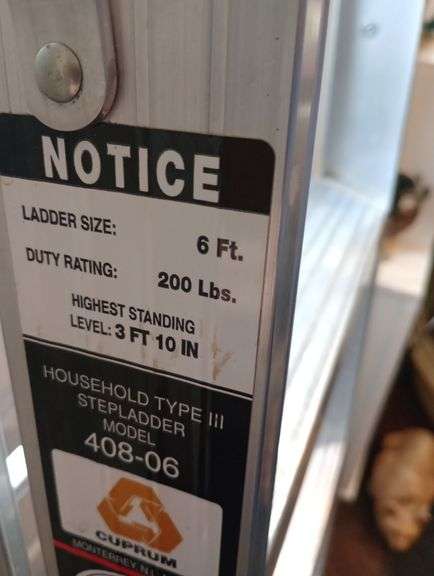 NOTICE
LADDER SIZE: 6 Ft.
DUTY RATING: 200 Lbs.
HIGHEST STANDING
LEVEL: 3 FT 10 IN
HOUSEHOLD TYPE III
STEPLADDER
MODEL
408-06
CUPRUM
MONTERREY N.L.